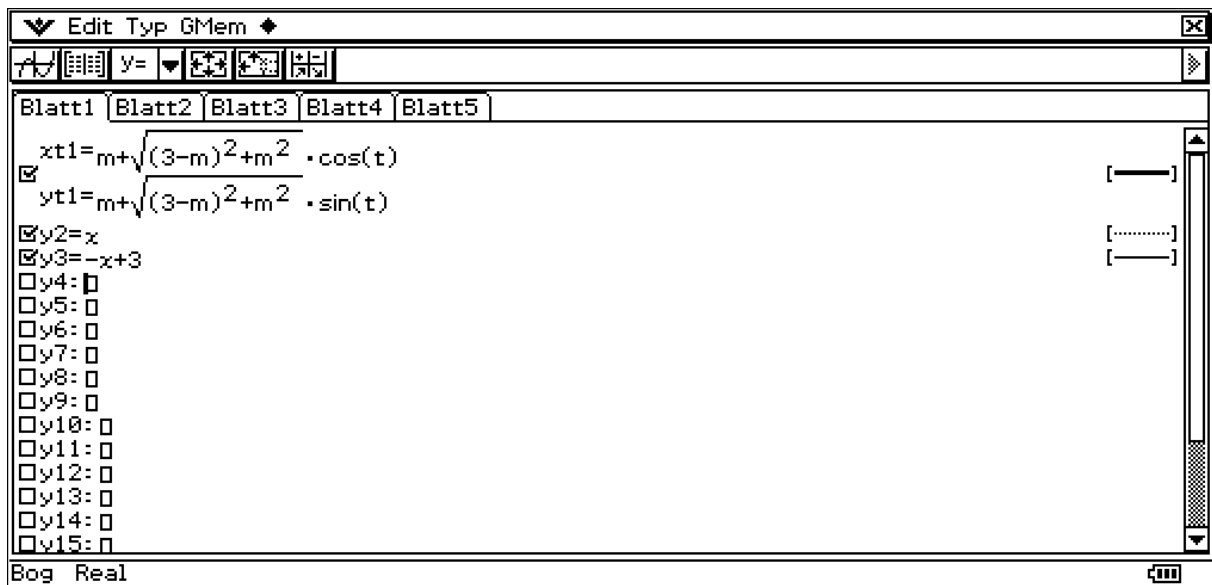 Edit Typ GMem
y=
Blatt1 Blatt2 Blatt3 Blatt4 Blatt5
xt1=m+√((3-m)²+m²)·cos(t)
yt1=m+√((3-m)²+m²)·sin(t)
y2=x
y3=-x+3
y4:
y5:
y6:
y7:
y8:
y9:
y10:
y11:
y12:
y13:
y14:
y15:
Bog Real